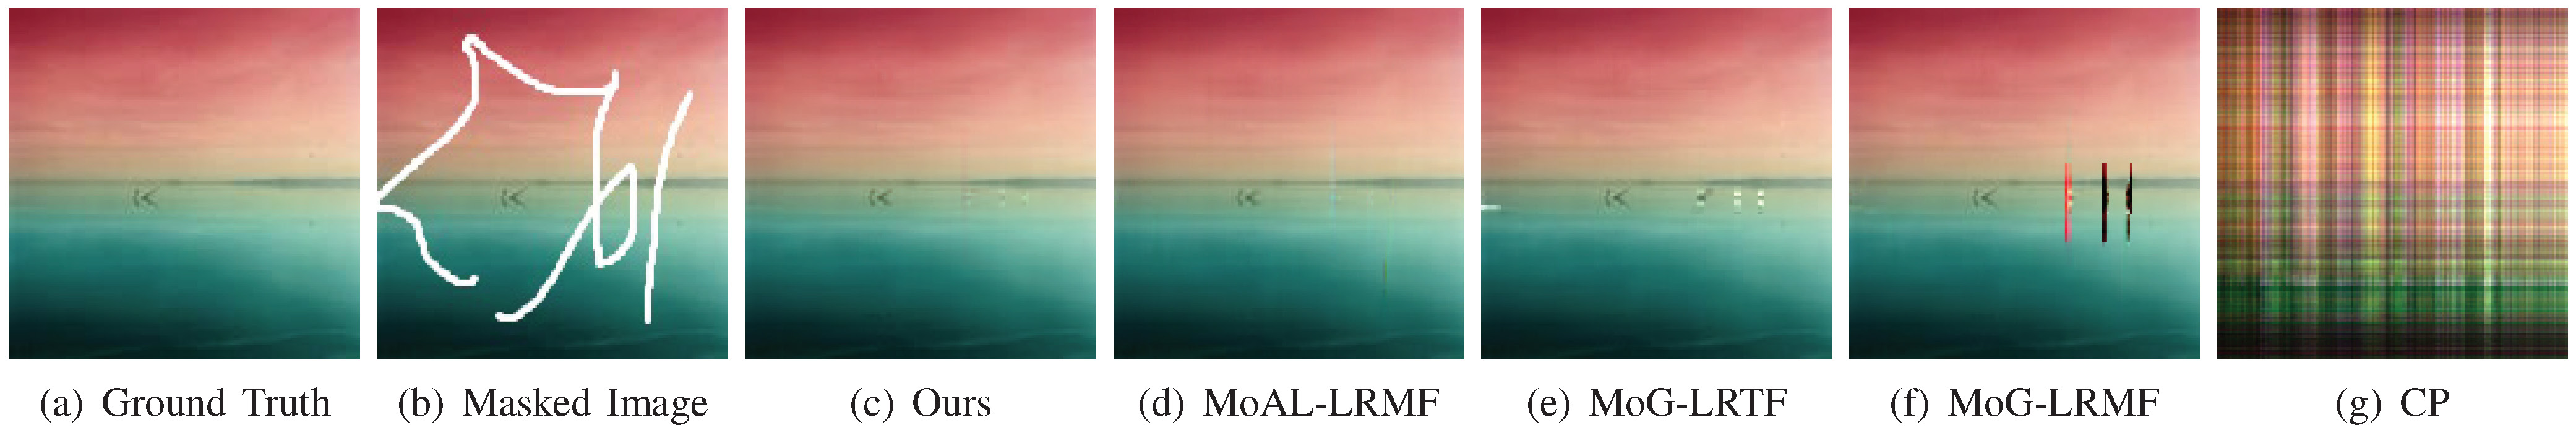 (a) Ground Truth (b) Masked Image (c) Ours (d) MoAL-LRMF (e) MoG-LRTF (f) MoG-LRMF (g) CP